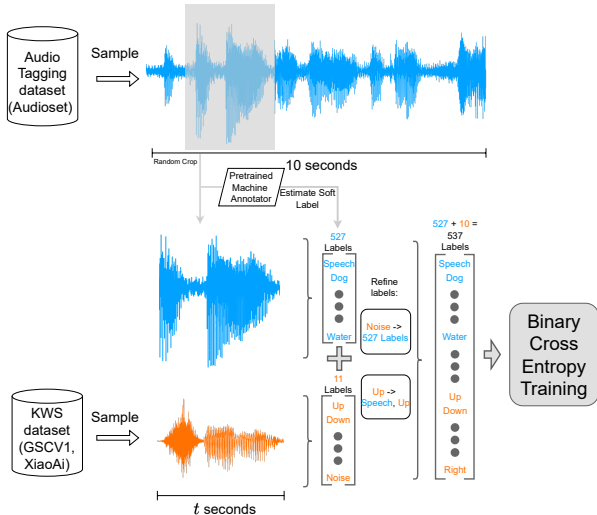 Audio
Tagging
dataset
(Audioset)
Sample
10 seconds
Random Crop
Pretrained
Machine
Annotator
Estimate Soft
Label
527
Labels
Speech
Dog
Water
Refine
labels:
Noise ->
527 Labels
Up ->
Speech, Up
527 + 10 =
537
Labels
Speech
Dog
Water
Up
Down
Right
Binary
Cross
Entropy
Training
KWS
dataset
(GSCV1,
XiaoAi)
Sample
11
Labels
Up
Down
Noise
t seconds